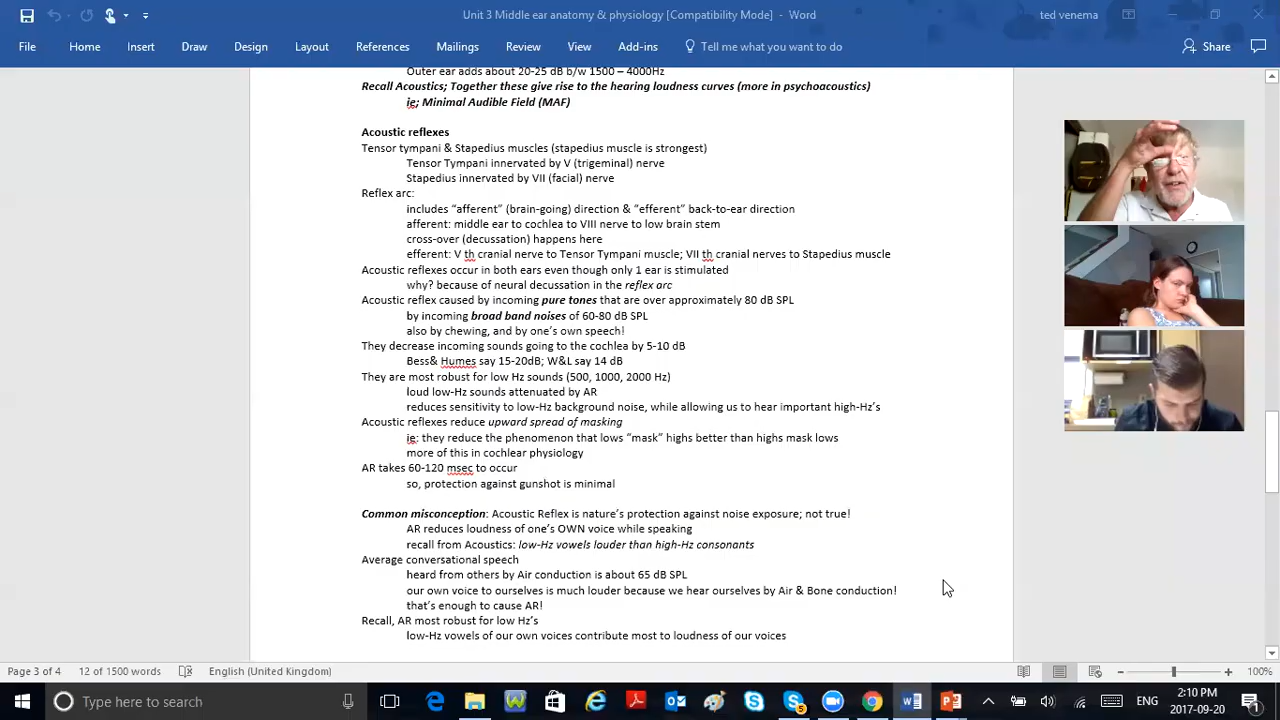 Unit 3 Middle ear anatomy & physiology [Compatibility Mode] - Word
ted venema
File Home Insert Draw Design Layout References Mailings Review View Add-ins Tell me what you want to do Share
Outer ear adds about 20-25 dB b/w 1500 – 4000Hz
Recall Acoustics; Together these give rise to the hearing loudness curves (more in psychoacoustics)
ie; Minimal Audible Field (MAF)
Acoustic reflexes
Tensor tympani & Stapedius muscles (stapedius muscle is strongest)
Tensor Tympani innervated by V (trigeminal) nerve
Stapedius innervated by VII (facial) nerve
Reflex arc:
includes “afferent” (brain-going) direction & “efferent” back-to-ear direction
afferent: middle ear to cochlea to VIII nerve to low brain stem
cross-over (decussation) happens here
efferent: V th cranial nerve to Tensor Tympani muscle; VII th cranial nerves to Stapedius muscle
Acoustic reflexes occur in both ears even though only 1 ear is stimulated
why? because of neural decussation in the reflex arc
Acoustic reflex caused by incoming pure tones that are over approximately 80 dB SPL
by incoming broad band noises of 60-80 dB SPL
also by chewing, and by one’s own speech!
They decrease incoming sounds going to the cochlea by 5-10 dB
Bess& Humes say 15-20dB; W&L say 14 dB
They are most robust for low Hz sounds (500, 1000, 2000 Hz)
loud low-Hz sounds attenuated by AR
reduces sensitivity to low-Hz background noise, while allowing us to hear important high-Hz’s
Acoustic reflexes reduce upward spread of masking
ie: they reduce the phenomenon that lows “mask” highs better than highs mask lows
more of this in cochlear physiology
AR takes 60-120 msec to occur
so, protection against gunshot is minimal
Common misconception: Acoustic Reflex is nature’s protection against noise exposure; not true!
AR reduces loudness of one’s OWN voice while speaking
recall from Acoustics: low-Hz vowels louder than high-Hz consonants
Average conversational speech
heard from others by Air conduction is about 65 dB SPL
our own voice to ourselves is much louder because we hear ourselves by Air & Bone conduction!
that’s enough to cause AR!
Recall, AR most robust for low Hz’s
low-Hz vowels of our own voices contribute most to loudness of our voices
Page 3 of 4 12 of 1500 words English (United Kingdom) 100%
Type here to search
ENG
2:10 PM
2017-09-20